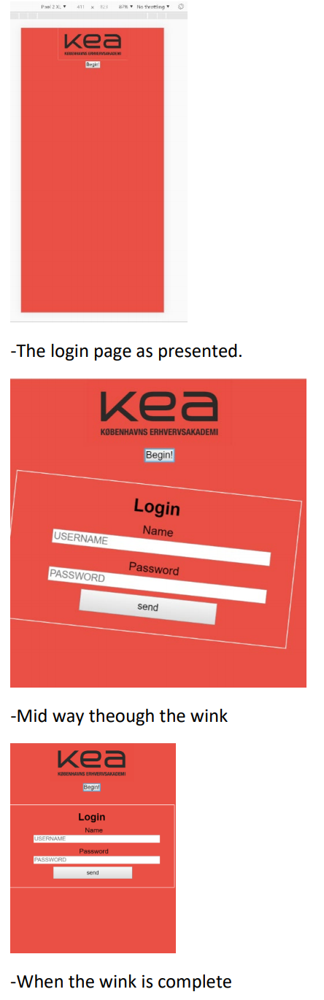 Pixel 2 XL ▼ 411 x 823 87% ▼ No throttling ▼
kea
KØBENHAVNS ERHVERVSAKADEMI
Begin!
-The login page as presented.
kea
KØBENHAVNS ERHVERVSAKADEMI
Begin!
Login
Name
USERNAME
Password
PASSWORD
send
-Mid way theough the wink
kea
KØBENHAVNS ERHVERVSAKADEMI
Begin!
Login
Name
USERNAME
Password
PASSWORD
send
-When the wink is complete